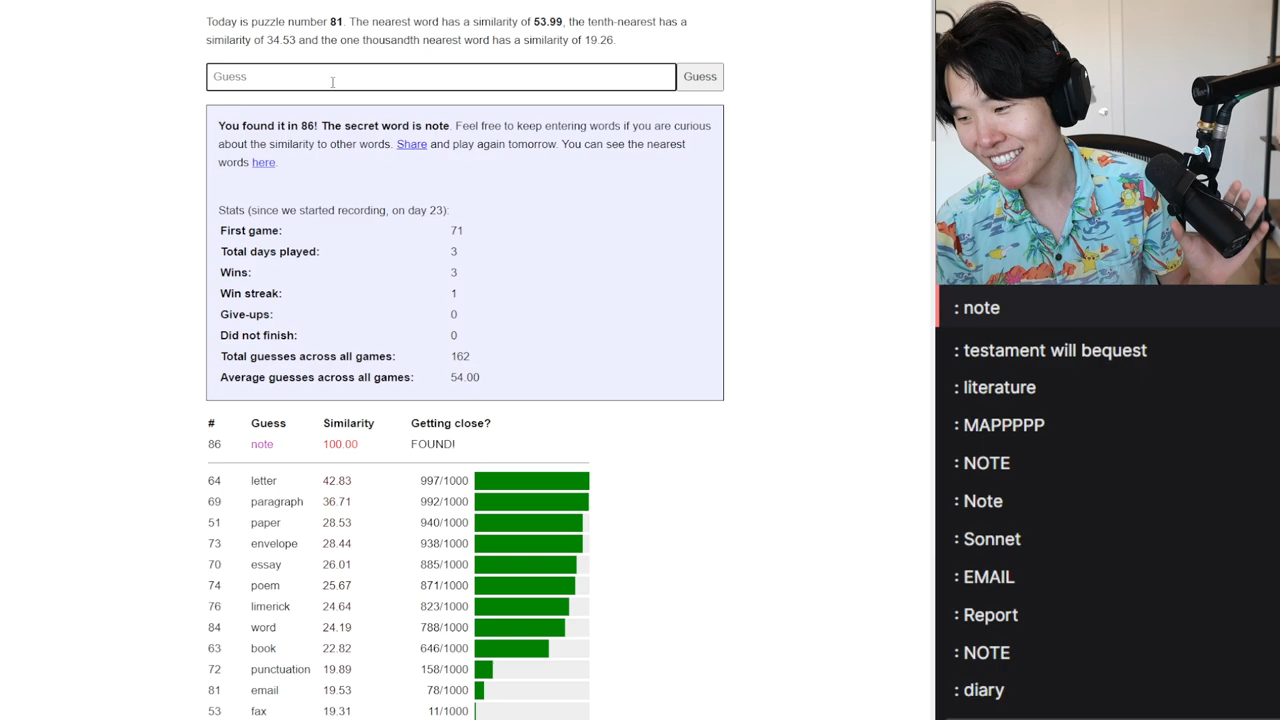 Today is puzzle number 81. The nearest word has a similarity of 53.99, the tenth-nearest has a
similarity of 34.53 and the one thousandth nearest word has a similarity of 19.26.
Guess Guess
You found it in 86! The secret word is note. Feel free to keep entering words if you are curious
about the similarity to other words. Share and play again tomorrow. You can see the nearest
words here.
Stats (since we started recording, on day 23):
First game: 71
Total days played: 3
Wins: 3
Win streak: 1
Give-ups: 0
Did not finish: 0
Total guesses across all games: 162
Average guesses across all games: 54.00
# Guess Similarity Getting close?
86 note 100.00 FOUND!
64 letter 42.83 997/1000
69 paragraph 36.71 992/1000
51 paper 28.53 940/1000
73 envelope 28.44 938/1000
70 essay 26.01 885/1000
74 poem 25.67 871/1000
76 limerick 24.64 823/1000
84 word 24.19 788/1000
63 book 22.82 646/1000
72 punctuation 19.89 158/1000
81 email 19.53 78/1000
53 fax 19.31 11/1000
: note
: testament will bequest
: literature
: MAPPPPP
: NOTE
: Note
: Sonnet
: EMAIL
: Report
: NOTE
: diary